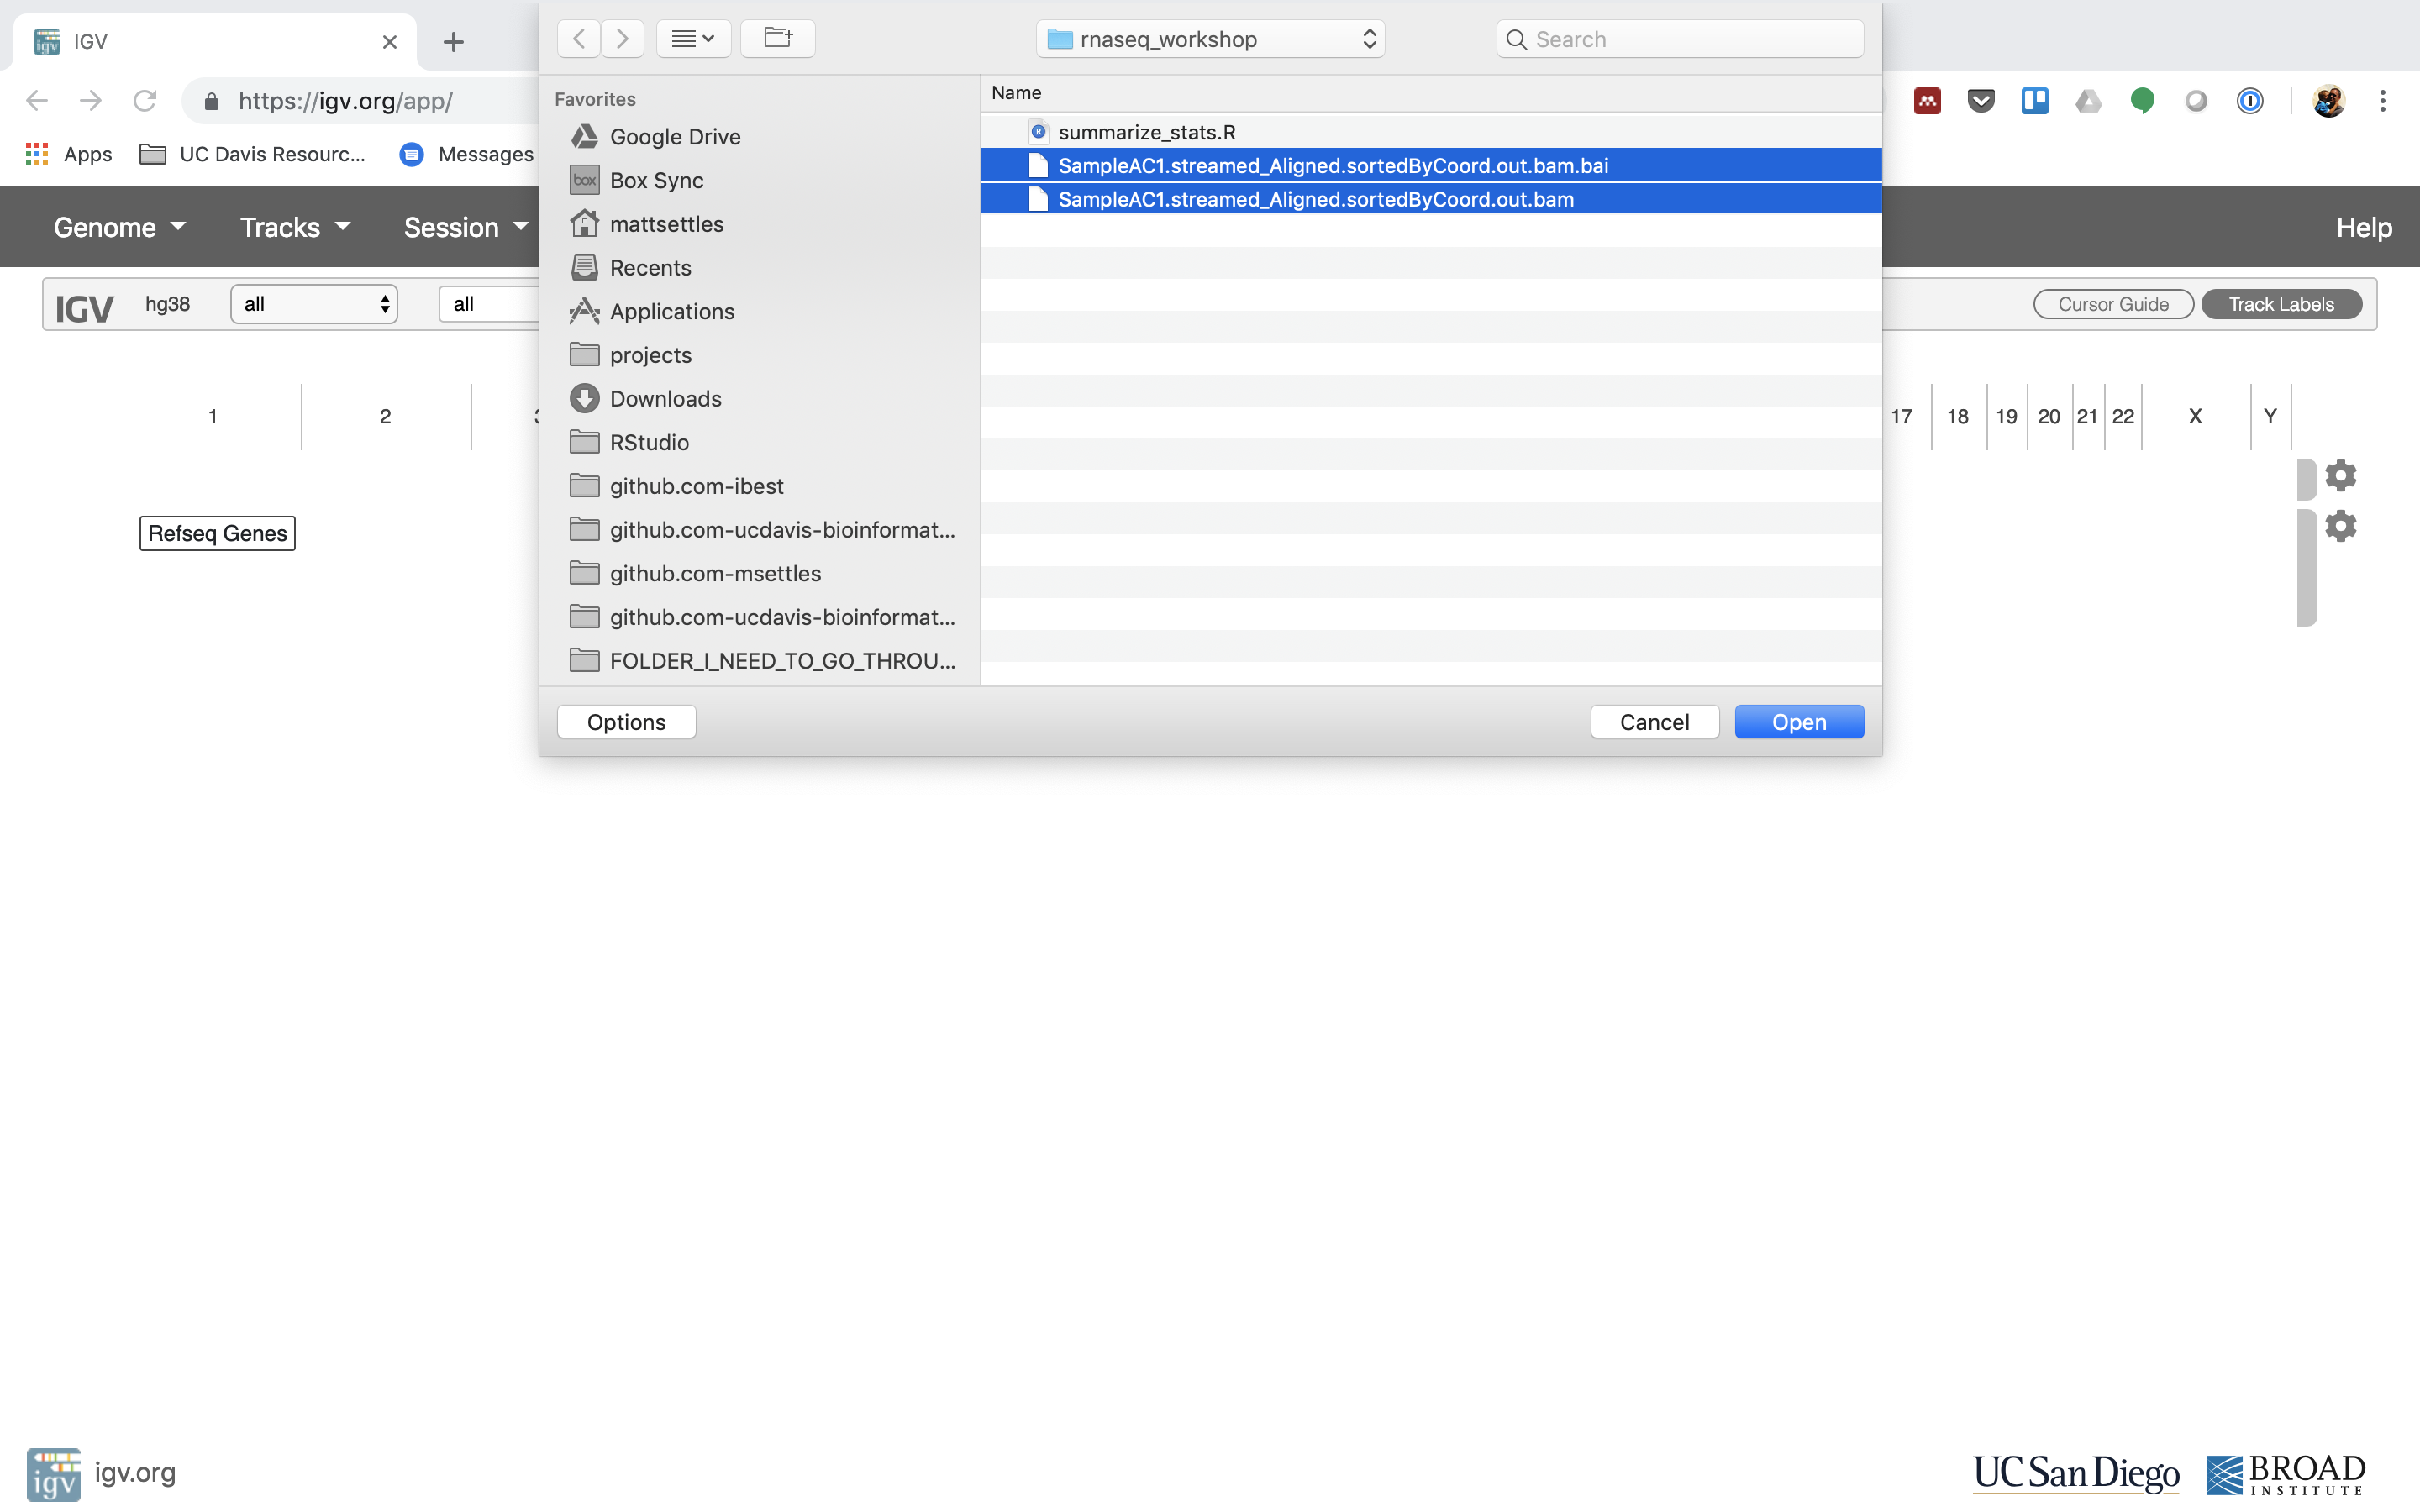 IGV
https://igv.org/app/
Apps
UC Davis Resourc...
Messages
Genome
Tracks
Session
Help
IGV
hg38
all
all
Cursor Guide
Track Labels
1
2
17
18
19
20
21
22
X
Y
Refseq Genes
rnaseq_workshop
Search
Favorites
Google Drive
box
Box Sync
mattsettles
Recents
Applications
projects
Downloads
RStudio
github.com-ibest
github.com-ucdavis-bioinformat...
github.com-msettles
github.com-ucdavis-bioinformat...
FOLDER_I_NEED_TO_GO_THROU...
Name
summarize_stats.R
SampleAC1.streamed_Aligned.sortedByCoord.out.bam.bai
SampleAC1.streamed_Aligned.sortedByCoord.out.bam
Options
Cancel
Open
igv
igv.org
UC San Diego
BROAD
INSTITUTE